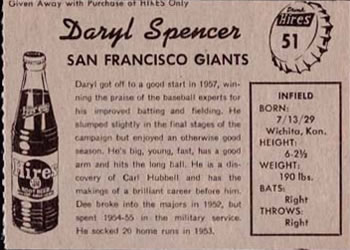 Given Away with Purchase of HIRES Only
Daryl Spencer
SAN FRANCISCO GIANTS
Drink
Hires
51
Daryl got off to a good start in 1957, win-
ning the praise of the baseball experts for
his improved batting and fielding. He
slumped slightly in the final stages of the
campaign but enjoyed an otherwise good
season. He's big, young, fast, has a good
arm and hits the long ball. He is a dis-
covery of Carl Hubbell and has the
makings of a brilliant career before him.
Dee broke into the majors in 1952, but
spent 1954-55 in the military service.
He socked 20 home runs in 1953.
Hires
INFIELD
BORN:
7/13/29
Wichita, Kan.
HEIGHT:
6-2½
WEIGHT:
190 lbs.
BATS:
Right
THROWS:
Right